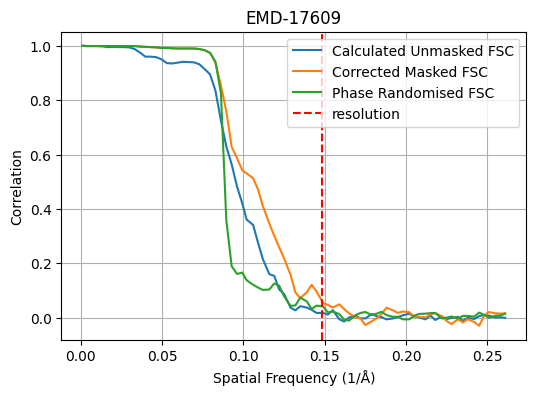 EMD-17609
Calculated Unmasked FSC
Corrected Masked FSC
Phase Randomised FSC
resolution
Correlation
1.0
0.8
0.6
0.4
0.2
0.0
0.00 0.05 0.10 0.15 0.20 0.25
Spatial Frequency (1/Å)